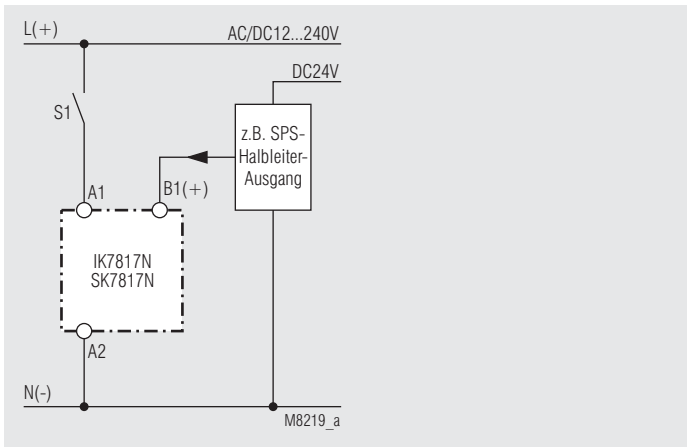 L(+)
AC/DC12...240V
DC24V
S1
z.B. SPS-
Halbleiter-
Ausgang
A1
B1(+)
IK7817N
SK7817N
A2
N(-)
M8219_a